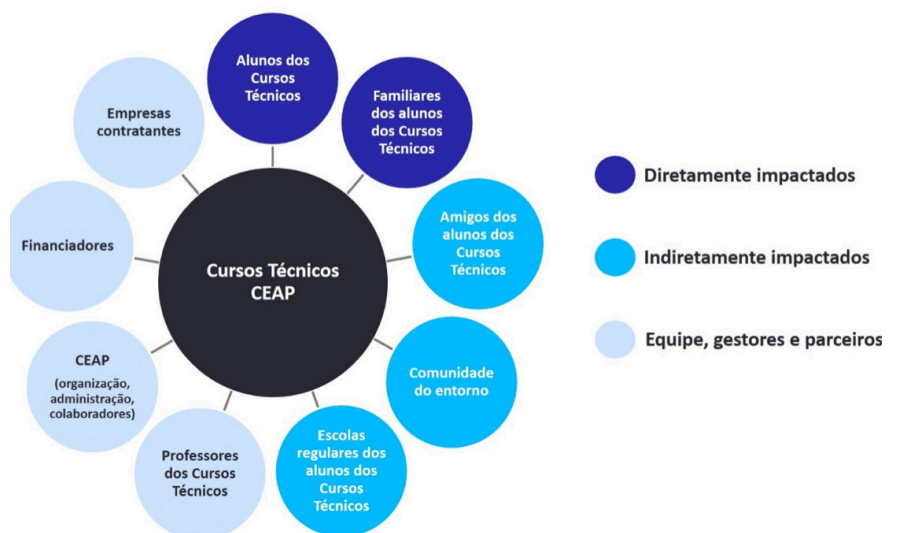 Alunos dos
Cursos
Técnicos
Familiares
dos alunos
dos Cursos
Técnicos
Amigos dos
alunos dos
Cursos
Técnicos
Comunidade
do entorno
Escolas
regulares dos
alunos dos
Cursos
Técnicos
Professores
dos Cursos
Técnicos
CEAP
(organização,
administração,
colaboradores)
Financiadores
Empresas
contratantes
Cursos Técnicos
CEAP
Diretamente impactados
Indiretamente impactados
Equipe, gestores e parceiros